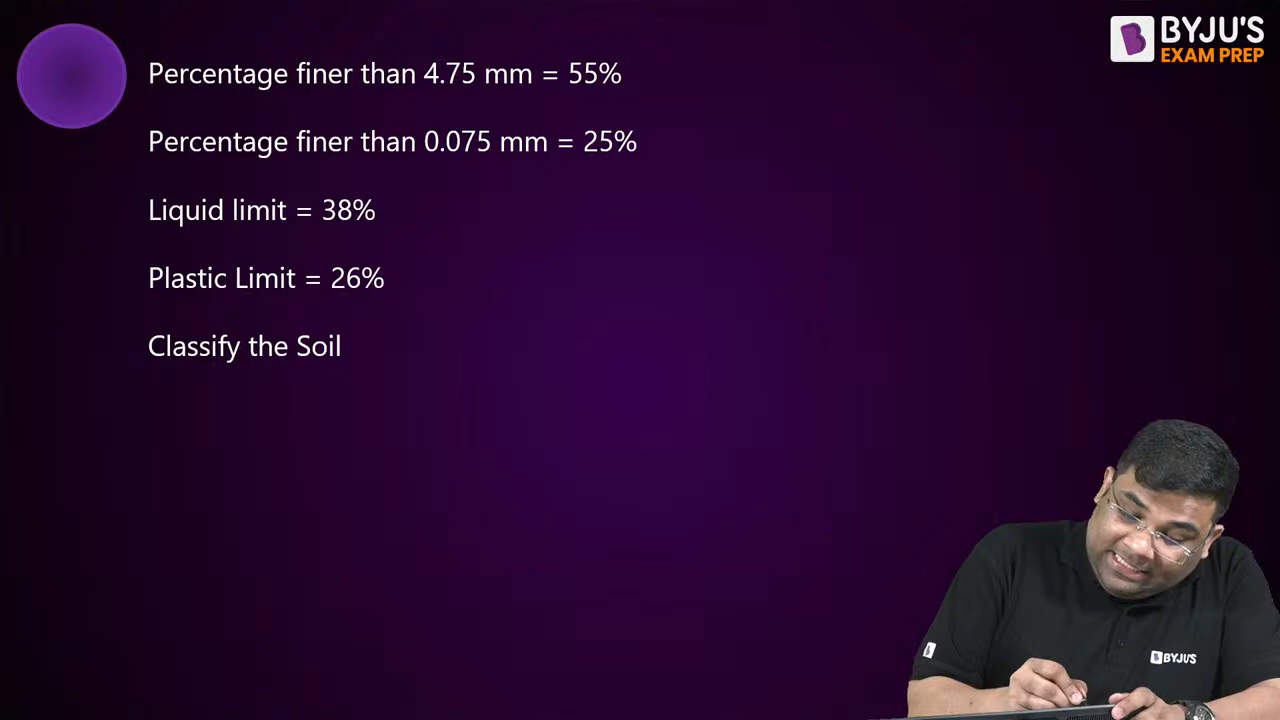 Percentage finer than 4.75 mm = 55%
Percentage finer than 0.075 mm = 25%
Liquid limit = 38%
Plastic Limit = 26%
Classify the Soil
BYJU'S
EXAM PREP
BYJU'S